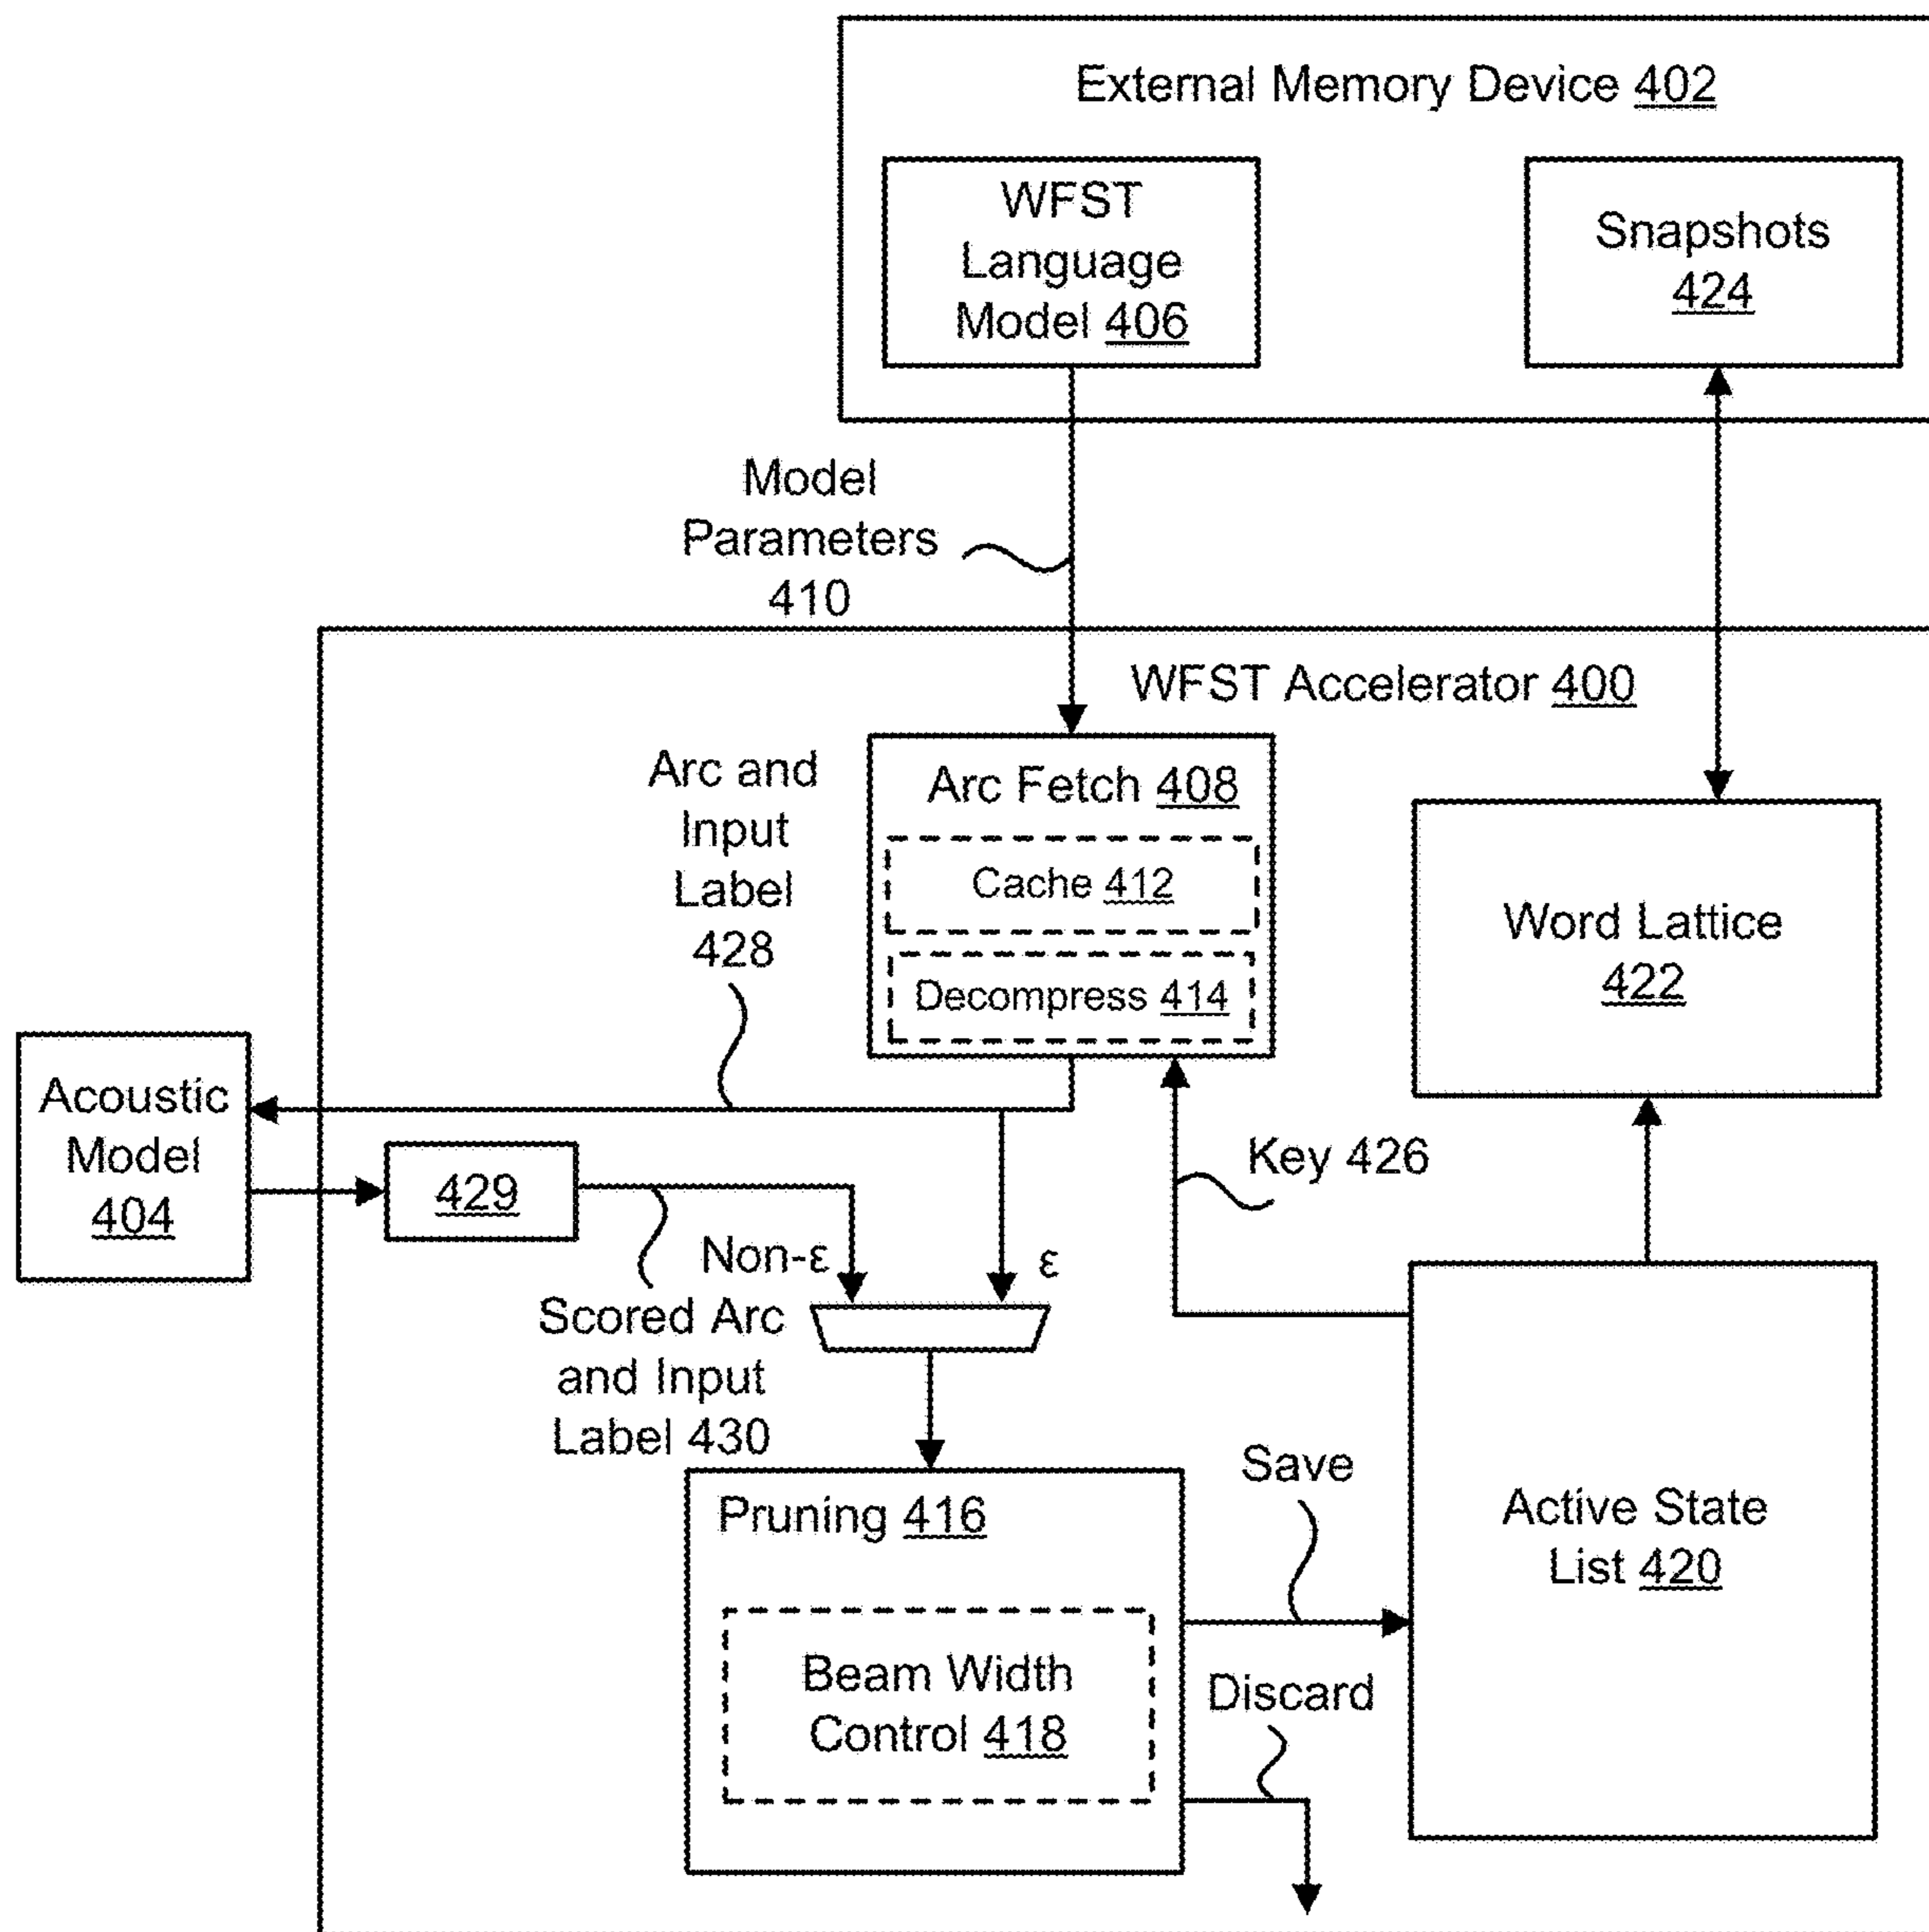 External Memory Device 402
WFST
Language
Model 406
Snapshots
424
Model
Parameters
410
WFST Accelerator 400
Arc and
Input
Label
428
Arc Fetch 408
Cache 412
Decompress 414
Word Lattice
422
Acoustic
Model
404
429
Key 426
Non-ε
ε
Scored Arc
and Input
Label 430
Pruning 416
Beam Width
Control 418
Save
Discard
Active State
List 420